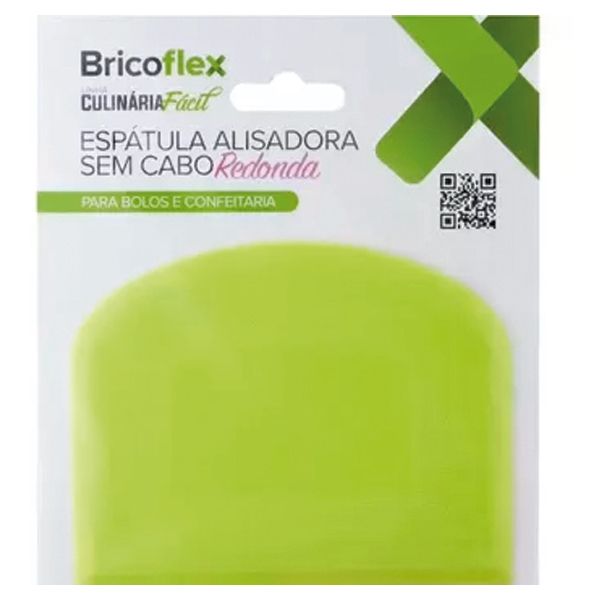 Bricoflex
LINHA
CULINÁRIA Fácil
ESPÁTULA ALISADORA
SEM CABO Redonda
PARA BOLOS E CONFEITARIA